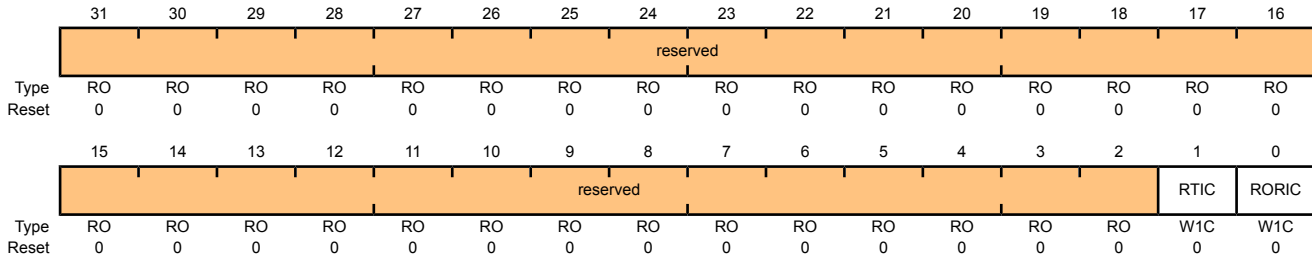 31 30 29 28 27 26 25 24 23 22 21 20 19 18 17 16
reserved
Type RO RO RO RO RO RO RO RO RO RO RO RO RO RO RO RO
Reset 0 0 0 0 0 0 0 0 0 0 0 0 0 0 0 0
15 14 13 12 11 10 9 8 7 6 5 4 3 2 1 0
reserved RTIC RORIC
Type RO RO RO RO RO RO RO RO RO RO RO RO RO RO W1C W1C
Reset 0 0 0 0 0 0 0 0 0 0 0 0 0 0 0 0